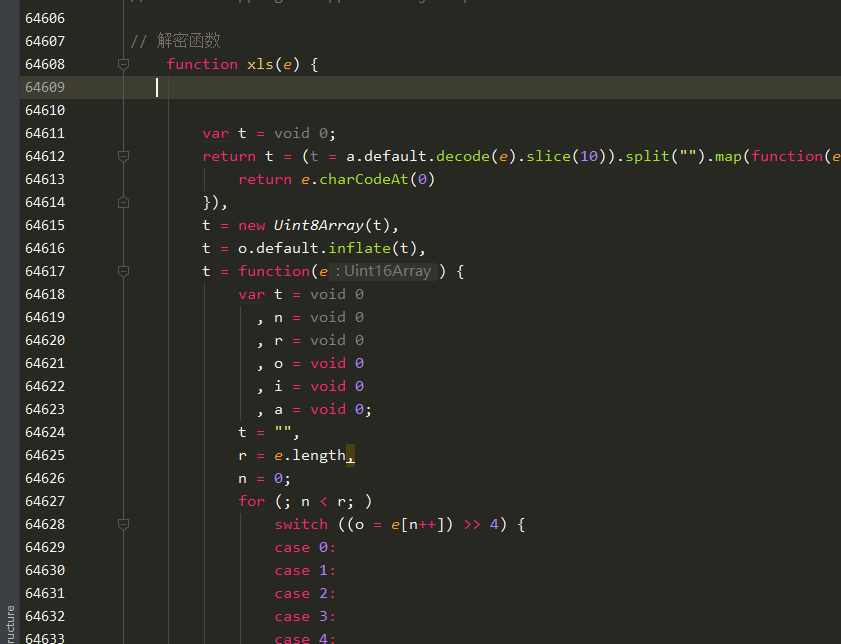 64606
64607 // 解密函数
64608 function xls(e) {
64609
64610
64611 var t = void 0;
64612 return t = (t = a.default.decode(e).slice(10)).split("").map(function(e
64613 return e.charCodeAt(0)
64614 }),
64615 t = new Uint8Array(t),
64616 t = o.default.inflate(t),
64617 t = function(e : Uint16Array ) {
64618 var t = void 0
64619 , n = void 0
64620 , r = void 0
64621 , o = void 0
64622 , i = void 0
64623 , a = void 0;
64624 t = "",
64625 r = e.length,
64626 n = 0;
64627 for (; n < r; )
64628 switch ((o = e[n++]) >> 4) {
64629 case 0:
64630 case 1:
64631 case 2:
64632 case 3:
64633 case 4:
ructure